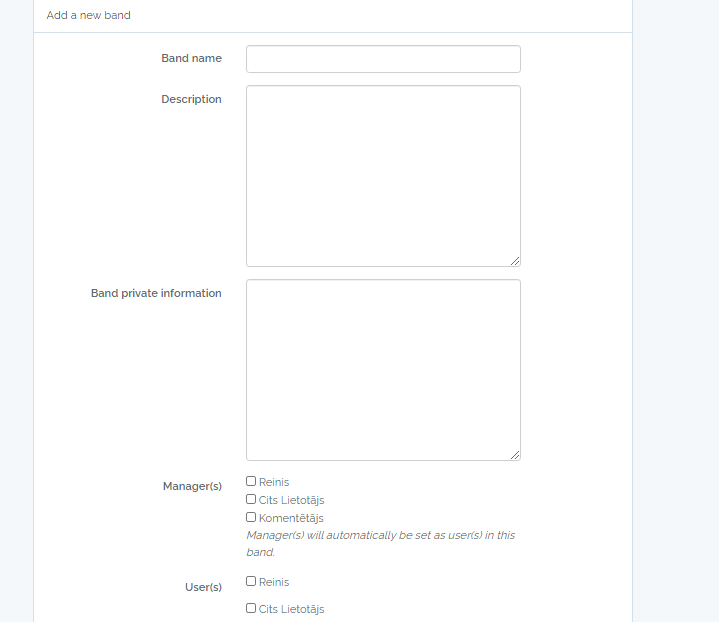 Add a new band
Band name
Description
Band private information
Manager(s)
Reinis
Cits Lietotājs
Komentētājs
Manager(s) will automatically be set as user(s) in this
band.
User(s)
Reinis
Cits Lietotājs